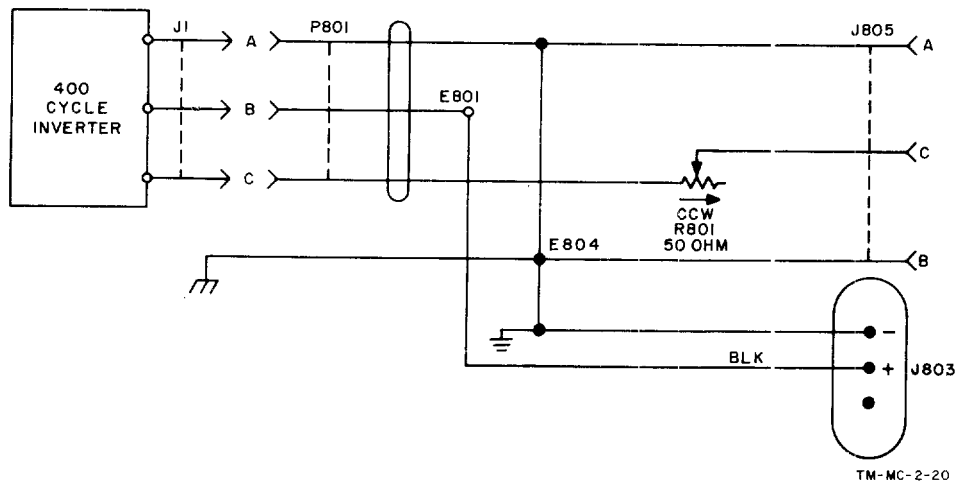 J1
P801
J805
A
A
400
CYCLE
INVERTER
B
E801
C
C
CCW
R801
50 OHM
E804
B
-
BLK
+
J803
TM-MC-2-20